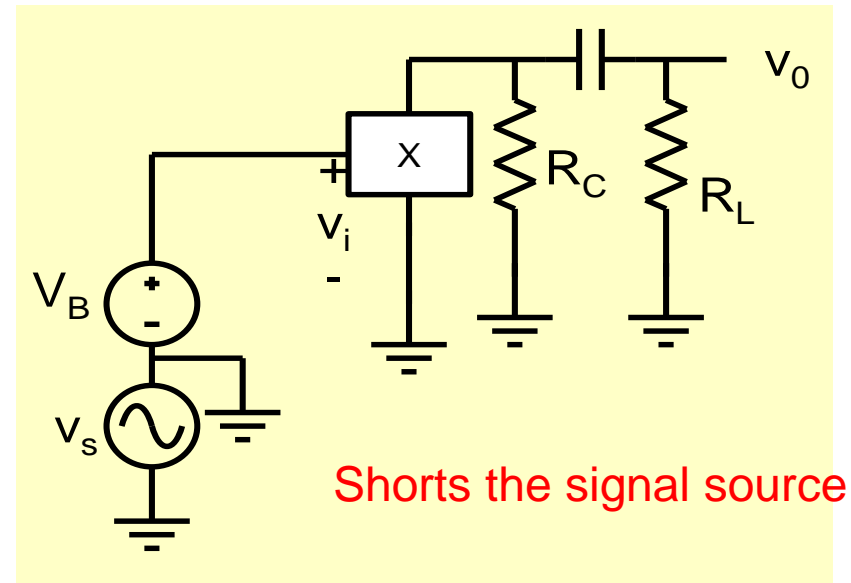 v0
X
+
RC
RL
vi
-
VB
+
-
vs
Shorts the signal source